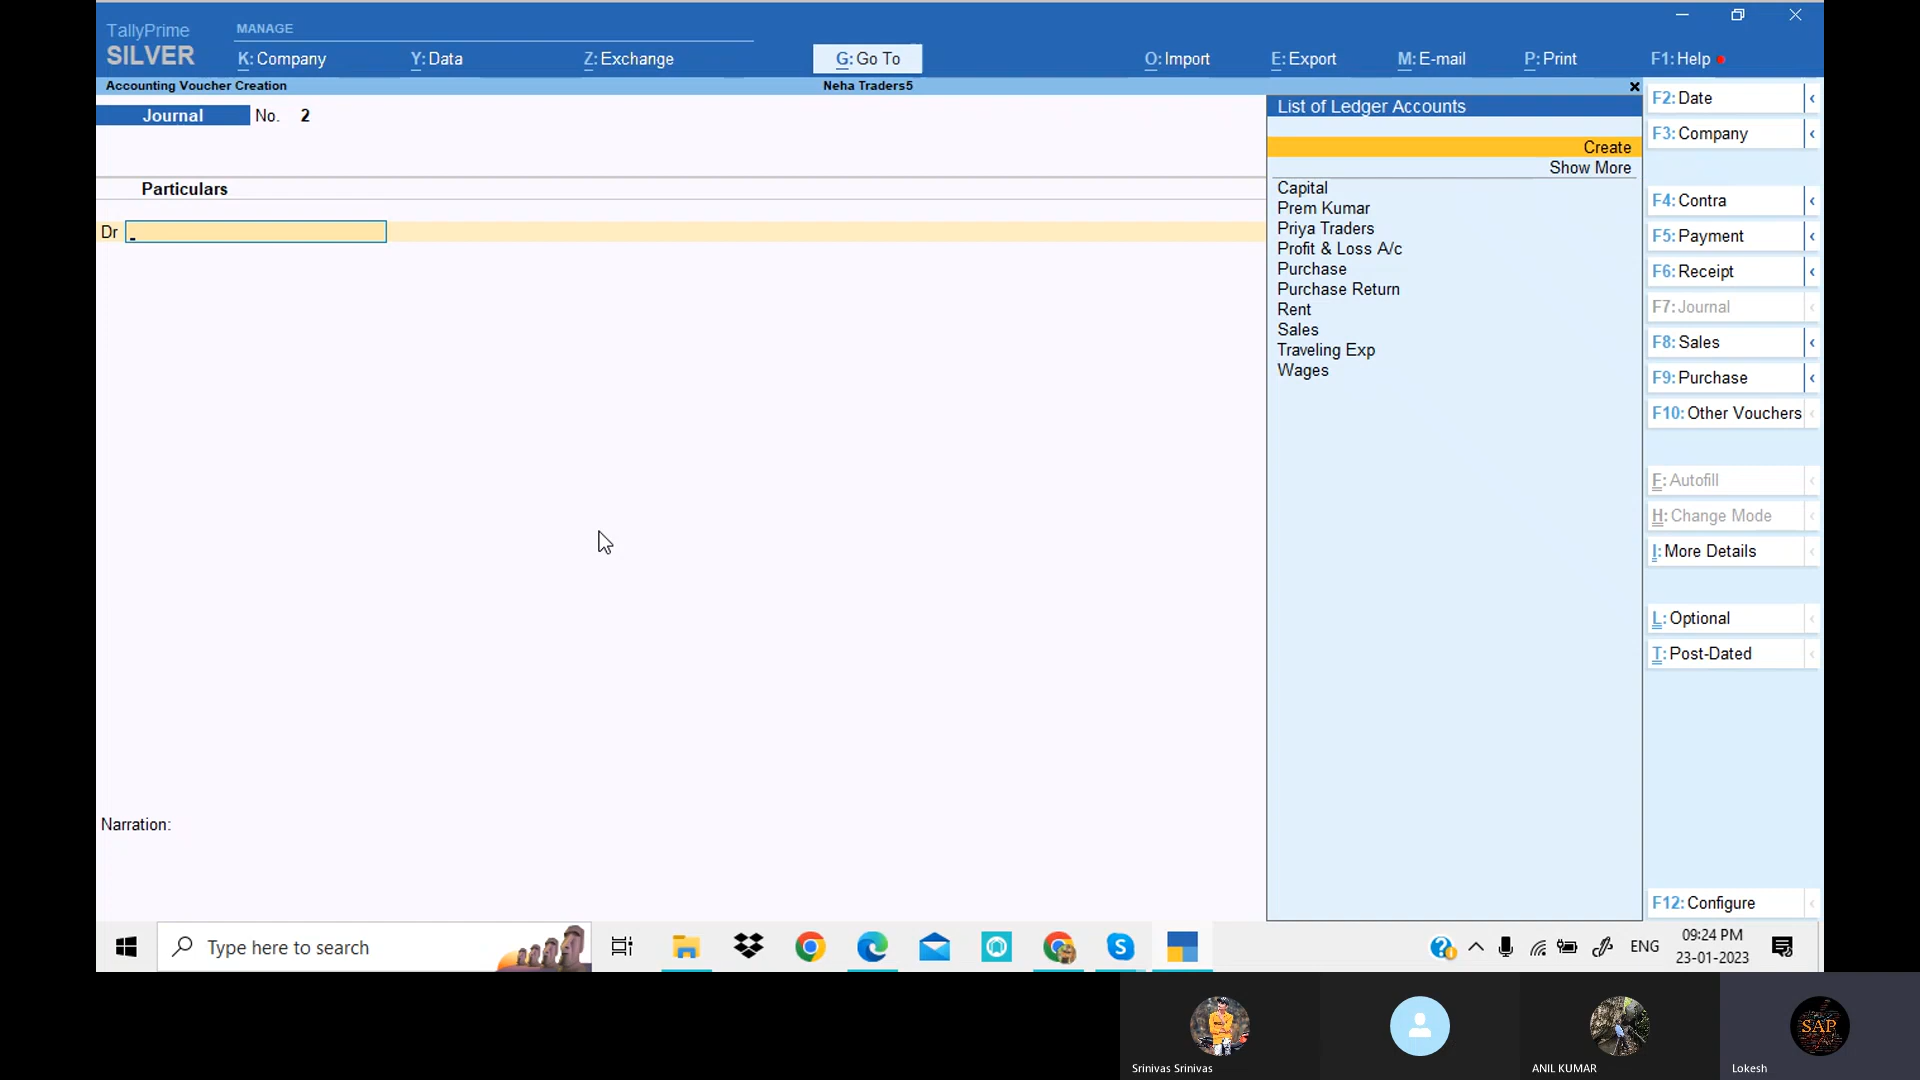 TallyPrime
SILVER
MANAGE
K: Company
Y: Data
Z: Exchange
G: Go To
O: Import
E: Export
M: E-mail
P: Print
F1: Help
Accounting Voucher Creation
Neha Traders5
Journal No. 2
Particulars
Dr
Narration:
List of Ledger Accounts
Create
Show More
Capital
Prem Kumar
Priya Traders
Profit & Loss A/c
Purchase
Purchase Return
Rent
Sales
Traveling Exp
Wages
F2: Date
F3: Company
F4: Contra
F5: Payment
F6: Receipt
F7: Journal
F8: Sales
F9: Purchase
F10: Other Vouchers
F: Autofill
H: Change Mode
I: More Details
L: Optional
T: Post-Dated
F12: Configure
Type here to search
ENG
09:24 PM
23-01-2023
SAP
Srinivas Srinivas
ANIL KUMAR
Lokesh